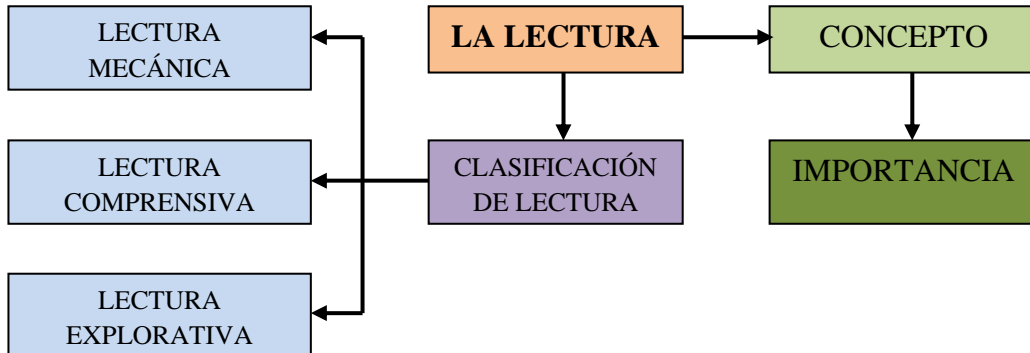 LA LECTURA
CONCEPTO
LECTURA
MECÁNICA
LECTURA
COMPRENSIVA
CLASIFICACIÓN
DE LECTURA
IMPORTANCIA
LECTURA
EXPLORATIVA